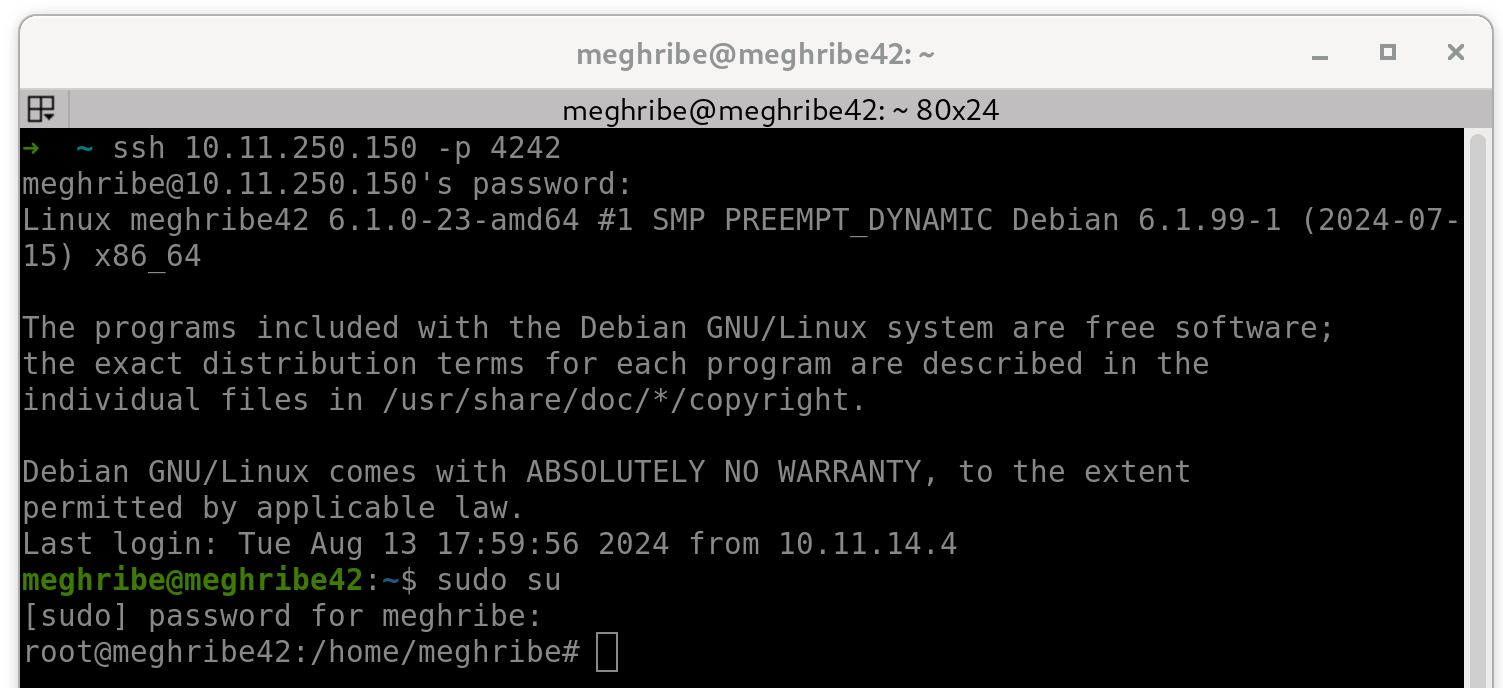 meghribe@meghribe42: ~
meghribe@meghribe42: ~ 80x24
➜  ~ ssh 10.11.250.150 -p 4242
meghribe@10.11.250.150's password:
Linux meghribe42 6.1.0-23-amd64 #1 SMP PREEMPT_DYNAMIC Debian 6.1.99-1 (2024-07-
15) x86_64

The programs included with the Debian GNU/Linux system are free software;
the exact distribution terms for each program are described in the
individual files in /usr/share/doc/*/copyright.

Debian GNU/Linux comes with ABSOLUTELY NO WARRANTY, to the extent
permitted by applicable law.
Last login: Tue Aug 13 17:59:56 2024 from 10.11.14.4
meghribe@meghribe42:~$ sudo su
[sudo] password for meghribe:
root@meghribe42:/home/meghribe#